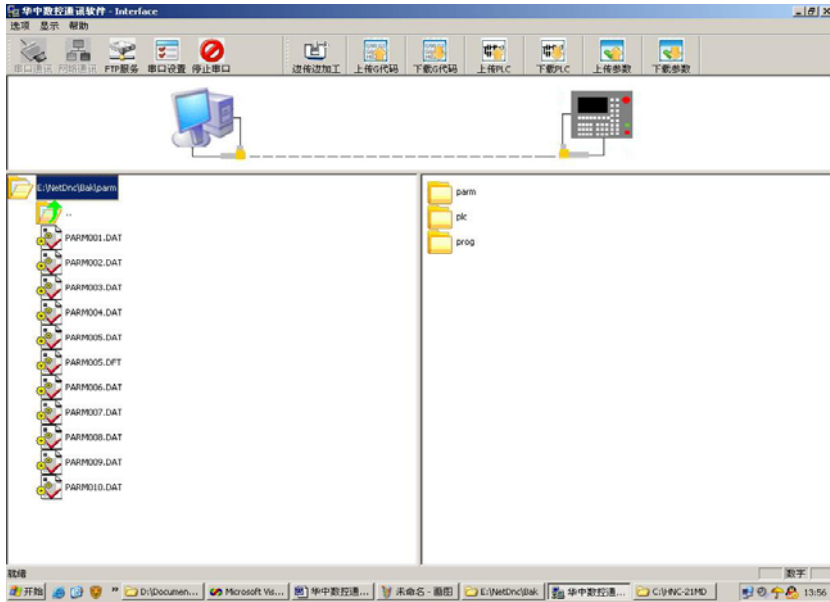 华中数控通讯软件 - Interface
选项 显示 帮助
串口通讯 网络通讯 FTP服务 串口设置 停止串口 边传边加工 上传G代码 下载G代码 上传PLC 下载PLC 上传参数 下载参数
E:\NetDnc\Bak\parm
..
PARM001.DAT
PARM002.DAT
PARM003.DAT
PARM004.DAT
PARM005.DAT
PARM005.DFT
PARM006.DAT
PARM007.DAT
PARM008.DAT
PARM009.DAT
PARM010.DAT
parm
plc
prog
就绪 数字
开始 » D:\Documen... Microsoft Vis... 华中数控通... 未命名 - 画图 E:\NetDnc\Bak 华中数控通... C:\HNC-21MD 13:56